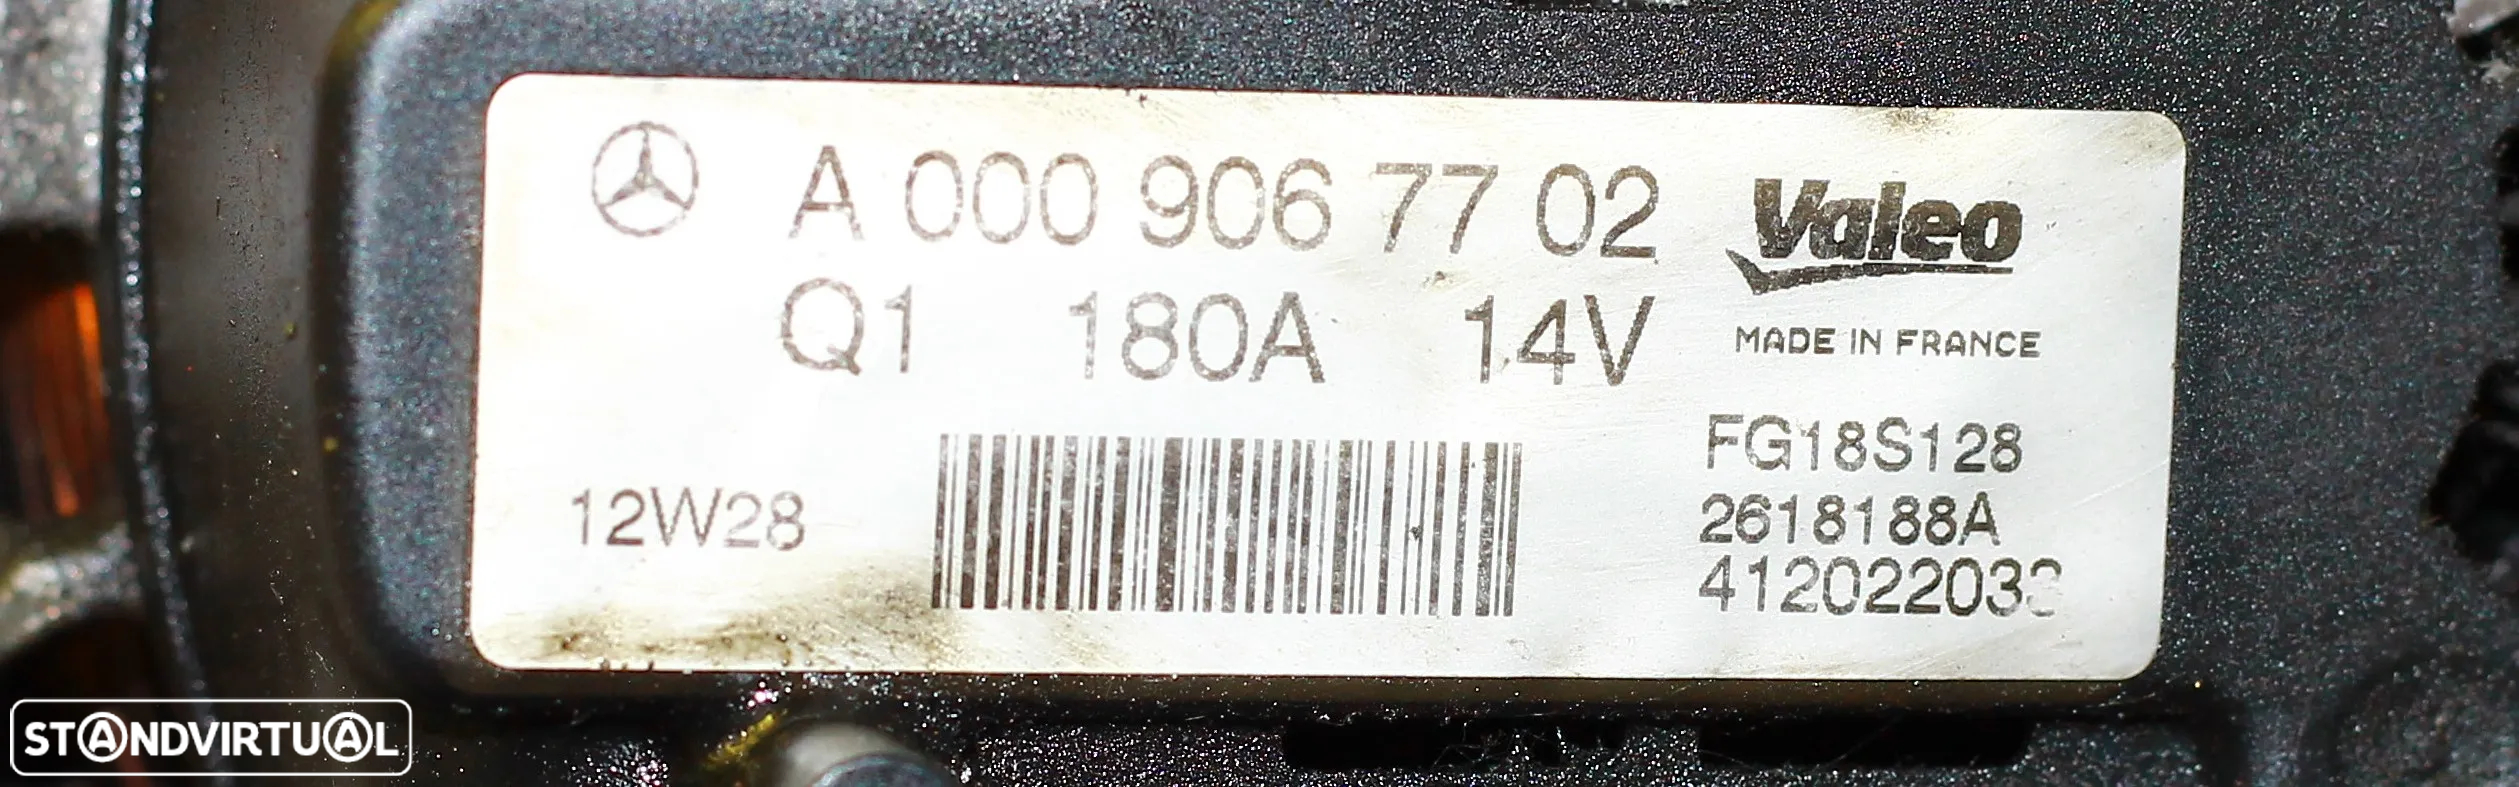 A 000 906 77 02
Valeo
Q1 180A 14V
MADE IN FRANCE
FG18S128
12W28
2618188A
STANDVIRTUAL